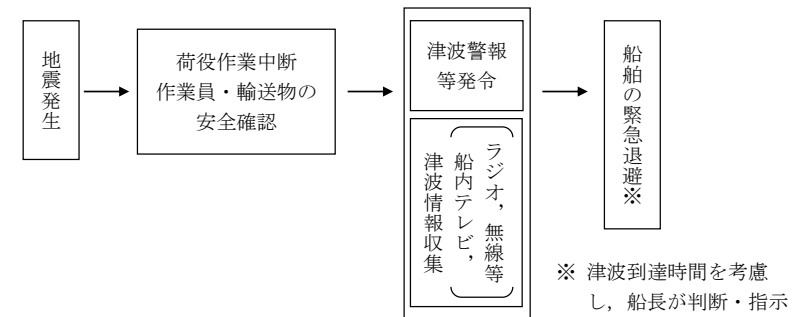 地震発生
荷役作業中断
作業員・輸送物の
安全確認
津波警報
等発令
津波情報収集
（船内テレビ，
ラジオ，無線等）
船舶の緊急退避※
※ 津波到達時間を考慮
し，船長が判断・指示